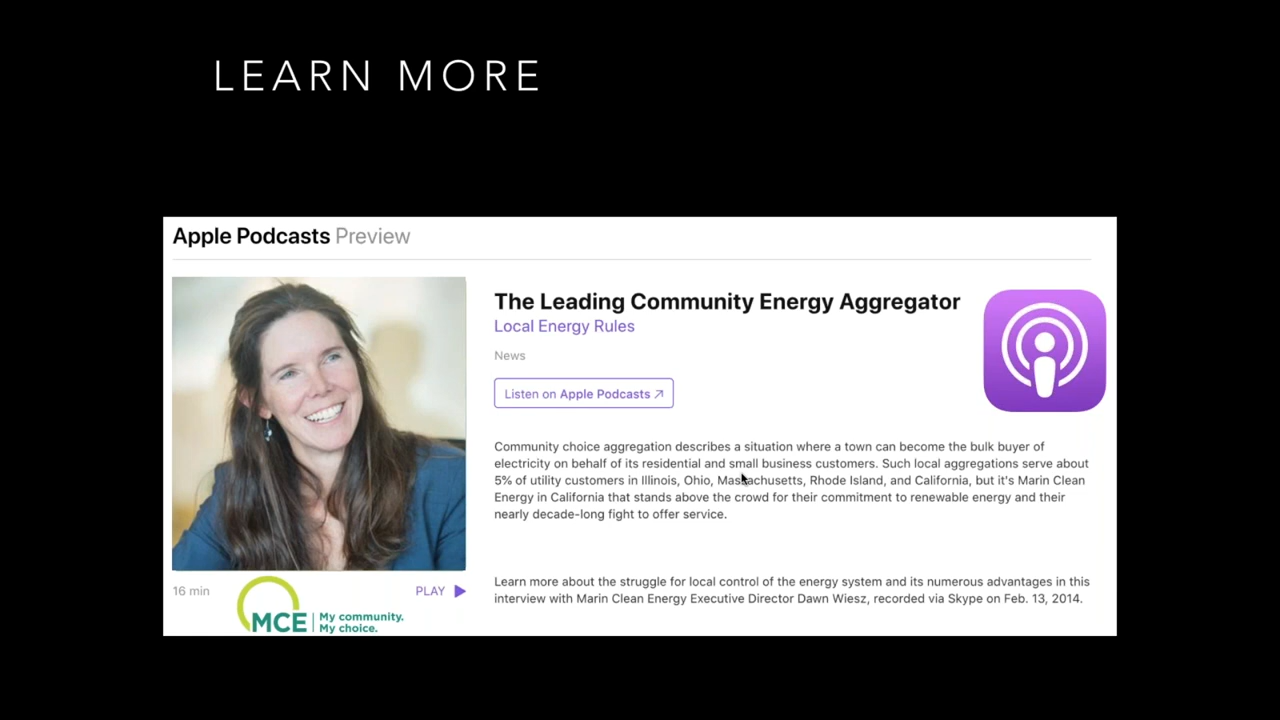 LEARN MORE
Apple Podcasts Preview
The Leading Community Energy Aggregator
Local Energy Rules
News
Listen on Apple Podcasts ↗
Community choice aggregation describes a situation where a town can become the bulk buyer of
electricity on behalf of its residential and small business customers. Such local aggregations serve about
5% of utility customers in Illinois, Ohio, Massachusetts, Rhode Island, and California, but it's Marin Clean
Energy in California that stands above the crowd for their commitment to renewable energy and their
nearly decade-long fight to offer service.
Learn more about the struggle for local control of the energy system and its numerous advantages in this
interview with Marin Clean Energy Executive Director Dawn Wiesz, recorded via Skype on Feb. 13, 2014.
16 min
PLAY
MCE
My community.
My choice.